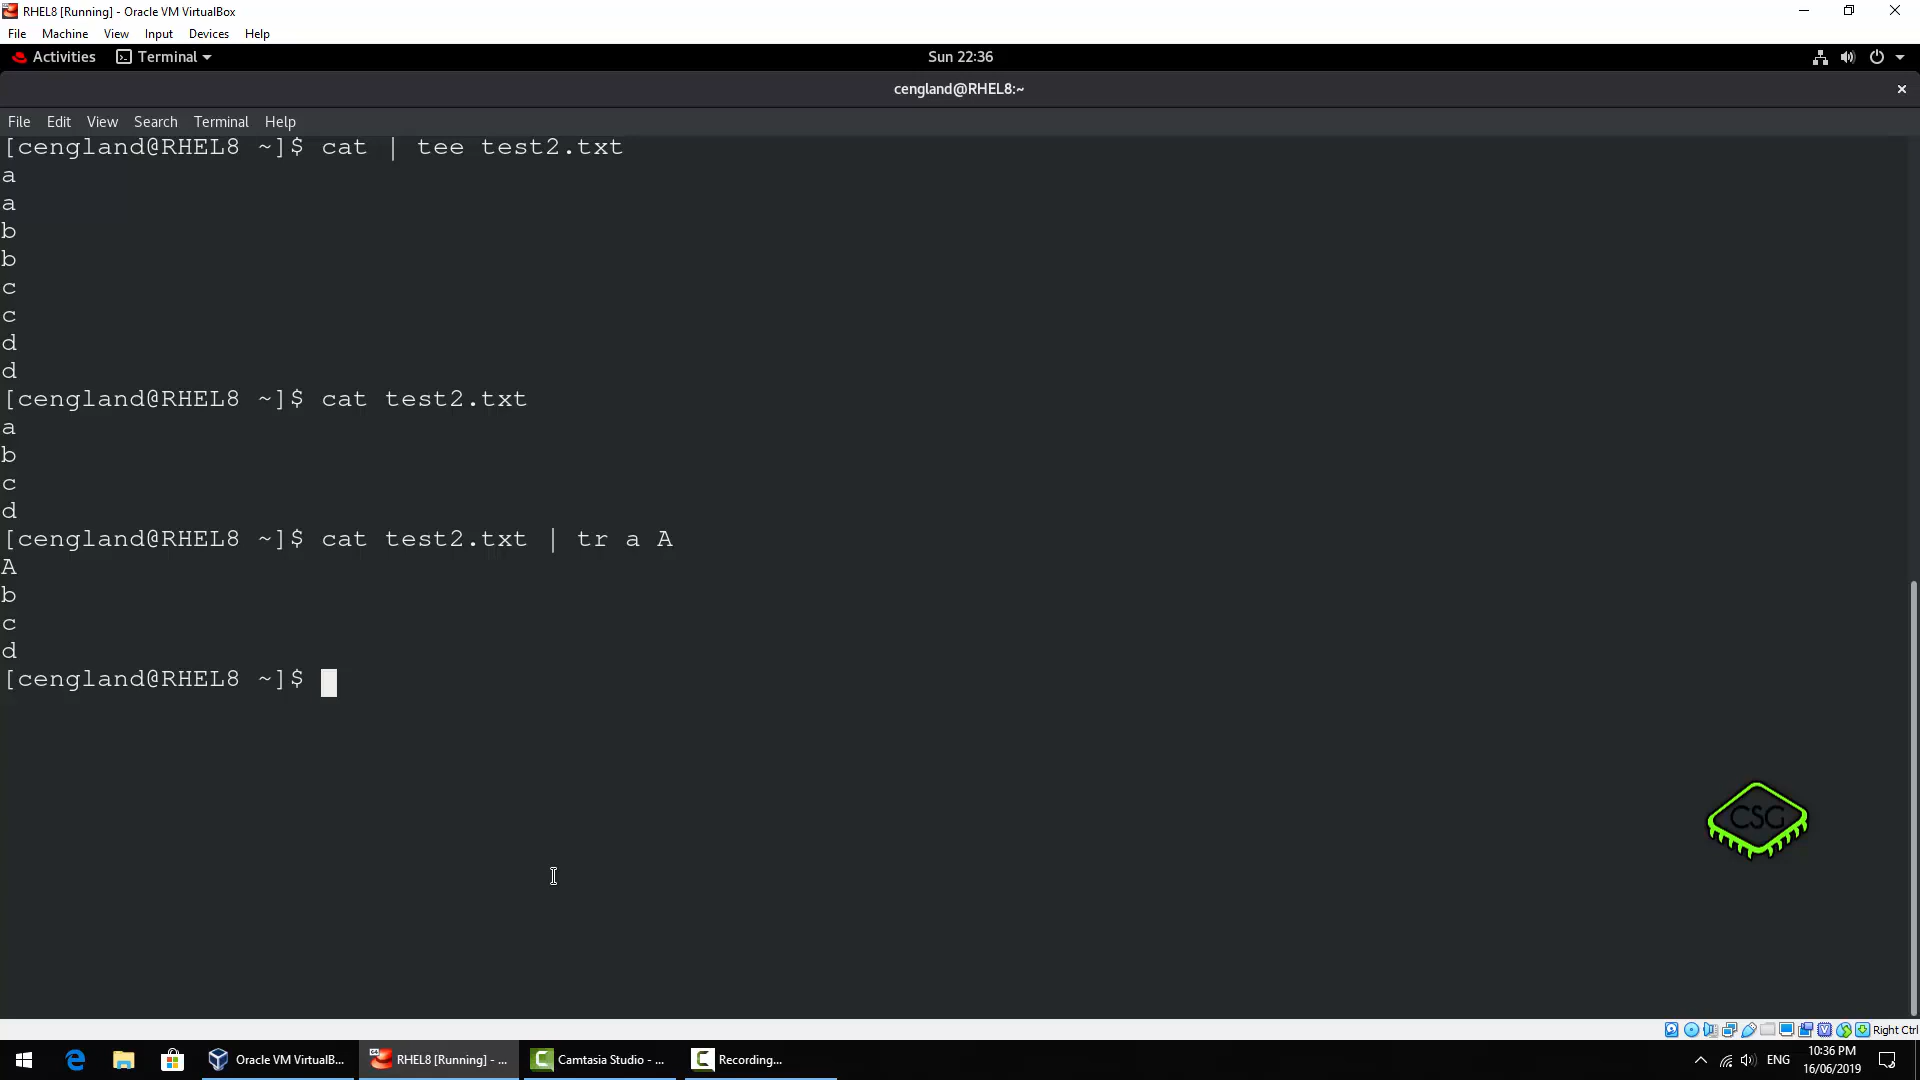 RHEL8 [Running] - Oracle VM VirtualBox
File Machine View Input Devices Help
Activities Terminal Sun 22:36
cengland@RHEL8:~
File Edit View Search Terminal Help
[cengland@RHEL8 ~]$ cat | tee test2.txt
a
a
b
b
c
c
d
d
[cengland@RHEL8 ~]$ cat test2.txt
a
b
c
d
[cengland@RHEL8 ~]$ cat test2.txt | tr a A
A
b
c
d
[cengland@RHEL8 ~]$
CSG
Right Ctrl
Oracle VM VirtualB... RHEL8 [Running] - ... Camtasia Studio - ... Recording... ENG 10:36 PM
16/06/2019